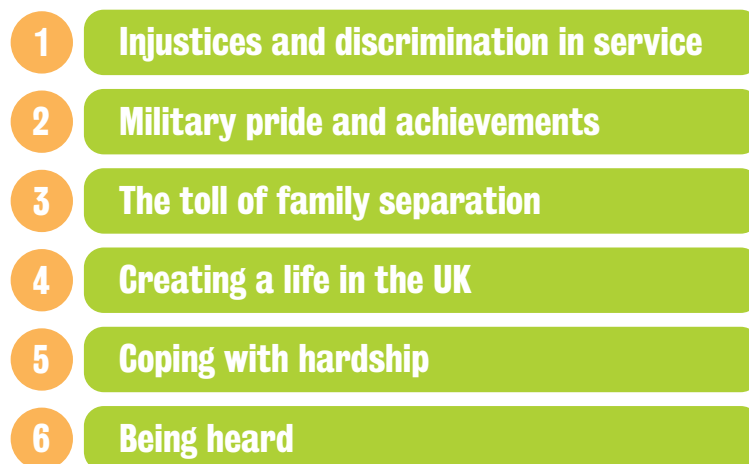 1 Injustices and discrimination in service
2 Military pride and achievements
3 The toll of family separation
4 Creating a life in the UK
5 Coping with hardship
6 Being heard